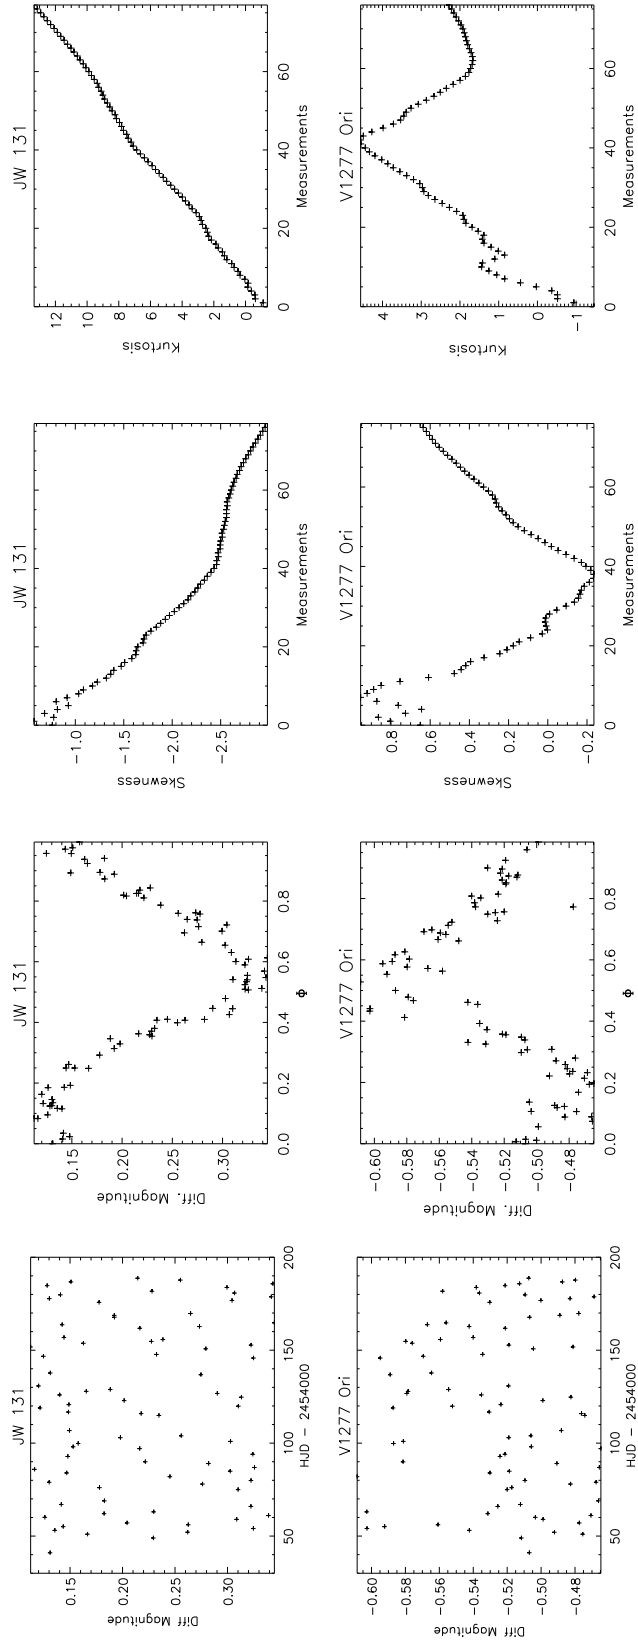 JW 131
Diff Magnitude
0.15
0.20
0.25
0.30
50 100 150 200
HJD − 2454000
JW 131
Diff. Magnitude
0.15
0.20
0.25
0.30
0.0 0.2 0.4 0.6 0.8
Φ
JW 131
Skewness
−1.0
−1.5
−2.0
−2.5
0 20 40 60
Measurements
JW 131
Kurtosis
12
10
8
6
4
2
0
0 20 40 60
Measurements
V1277 Ori
Diff Magnitude
−0.60
−0.58
−0.56
−0.54
−0.52
−0.50
−0.48
50 100 150 200
HJD − 2454000
V1277 Ori
Diff. Magnitude
−0.60
−0.58
−0.56
−0.54
−0.52
−0.50
−0.48
0.0 0.2 0.4 0.6 0.8
Φ
V1277 Ori
Skewness
0.8
0.6
0.4
0.2
0.0
−0.2
0 20 40 60
Measurements
V1277 Ori
Kurtosis
4
3
2
1
0
−1
0 20 40 60
Measurements